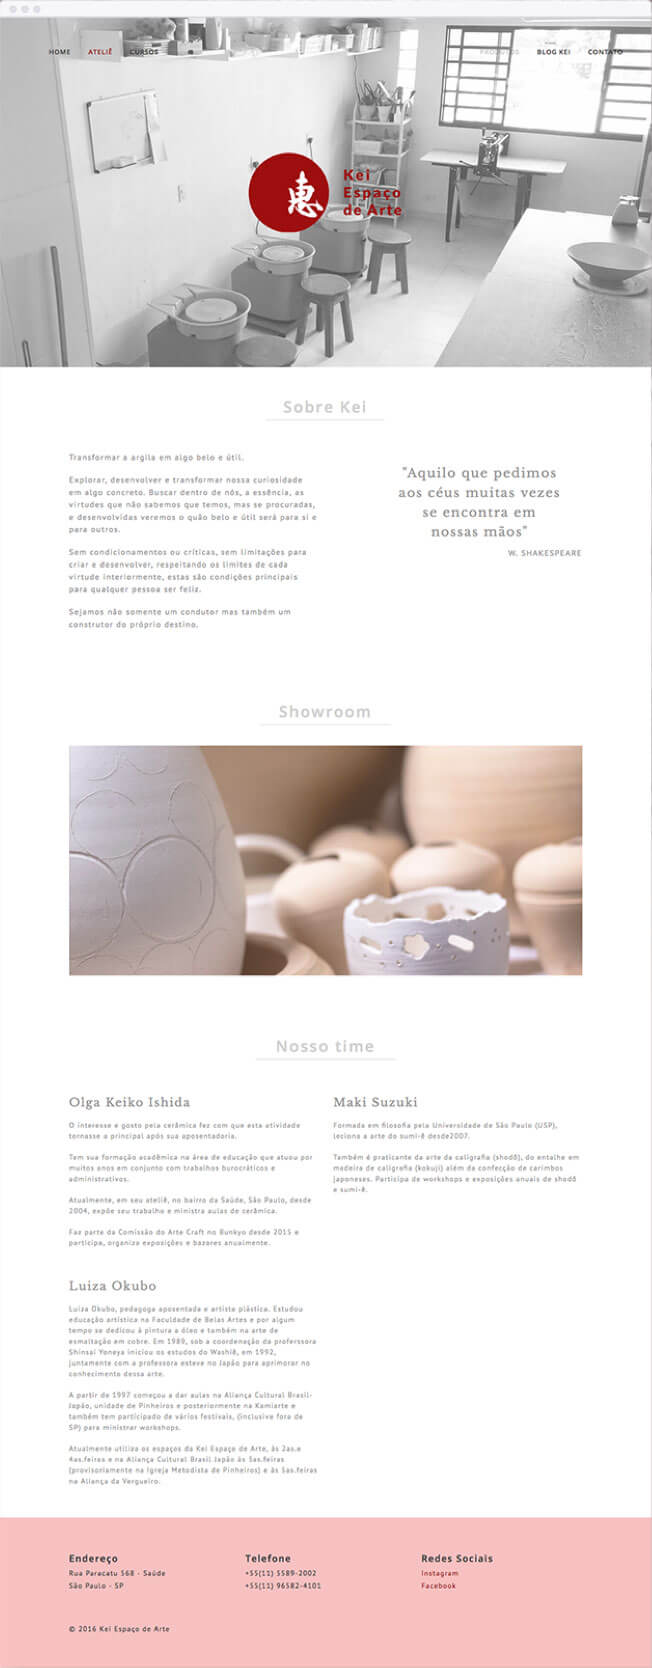 HOME ATELIÊ CURSOS PRODUTOS BLOG KEI CONTATO
惠
Kei
Espaço
de Arte
Sobre Kei
Transformar a argila em algo belo e útil.
Explorar, desenvolver e transformar nossa curiosidade
em algo concreto. Buscar dentro de nós, a essência, as
virtudes que não sabemos que temos, mas se procuradas,
e desenvolvidas veremos o quão belo e útil será para si e
para outros.
Sem condicionamentos ou críticas, sem limitações para
criar e desenvolver, respeitando os limites de cada
virtude interiormente, estas são condições principais
para qualquer pessoa ser feliz.
Sejamos não somente um condutor mas também um
construtor do próprio destino.
"Aquilo que pedimos
aos céus muitas vezes
se encontra em
nossas mãos"
W. SHAKESPEARE
Showroom
Nosso time
Olga Keiko Ishida
O interesse e gosto pela cerâmica fez com que esta atividade
tornasse a principal após sua aposentadoria.
Tem sua formação acadêmica na área de educação que atuou por
muitos anos em conjunto com trabalhos burocráticos e
administrativos.
Atualmente, em seu ateliê, no bairro da Saúde, São Paulo, desde
2004, expõe seu trabalho e ministra aulas de cerâmica.
Faz parte da Comissão do Arte Craft no Bunkyo desde 2015 e
participa, organiza exposições e bazares anualmente.
Maki Suzuki
Formada em filosofia pela Universidade de São Paulo (USP),
leciona a arte do sumi-ê desde2007.
Também é praticante da arte da caligrafia (shodô), do entalhe em
madeira de caligrafia (kokuji) além da confecção de carimbos
japoneses. Participa de workshops e exposições anuais de shodô
e sumi-ê.
Luiza Okubo
Luiza Okubo, pedagoga aposentada e artista plástica. Estudou
educação artística na Faculdade de Belas Artes e por algum
tempo se dedicou à pintura a óleo e também na arte de
esmaltação em cobre. Em 1989, sob a coordenação da proferssora
Shinsai Yoneya iniciou os estudos do Washiê, em 1992,
juntamente com a professora esteve no Japão para aprimorar no
conhecimento dessa arte.
A partir de 1997 começou a dar aulas na Aliança Cultural Brasil-
Japão, unidade de Pinheiros e posteriormente na Kamiarte e
também tem participado de vários festivais, (inclusive fora de
SP) para ministrar workshops.
Atualmente utiliza os espaços da Kei Espaço de Arte, às 2as.e
4as.feiras e na Aliança Cultural Brasil Japão às 3as.feiras
(provisoriamente na Igreja Metodista de Pinheiros) e às 5as.feiras
na Aliança da Vergueiro.
Endereço
Rua Paracatu 568 - Saúde
São Paulo - SP
Telefone
+55(11) 5589-2002
+55(11) 96582-4101
Redes Sociais
Instagram
Facebook
© 2016 Kei Espaço de Arte